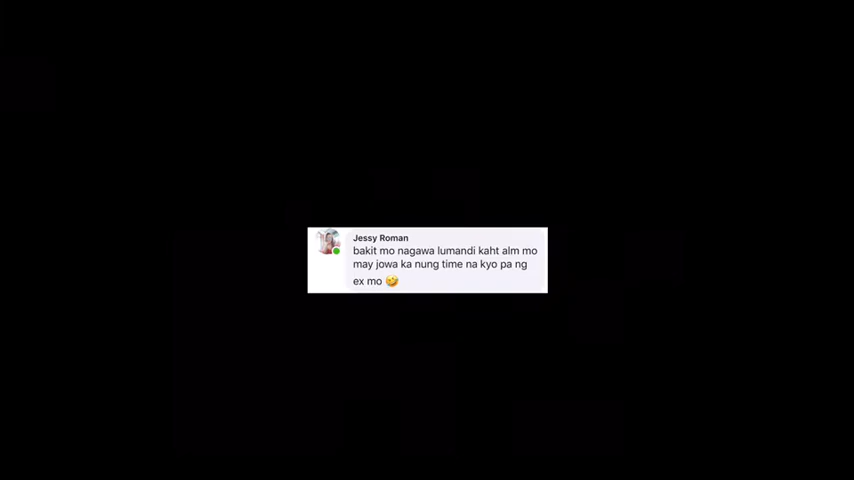 Jessy Roman
bakit mo nagawa lumandi kaht alm mo
may jowa ka nung time na kyo pa ng
ex mo 🤣